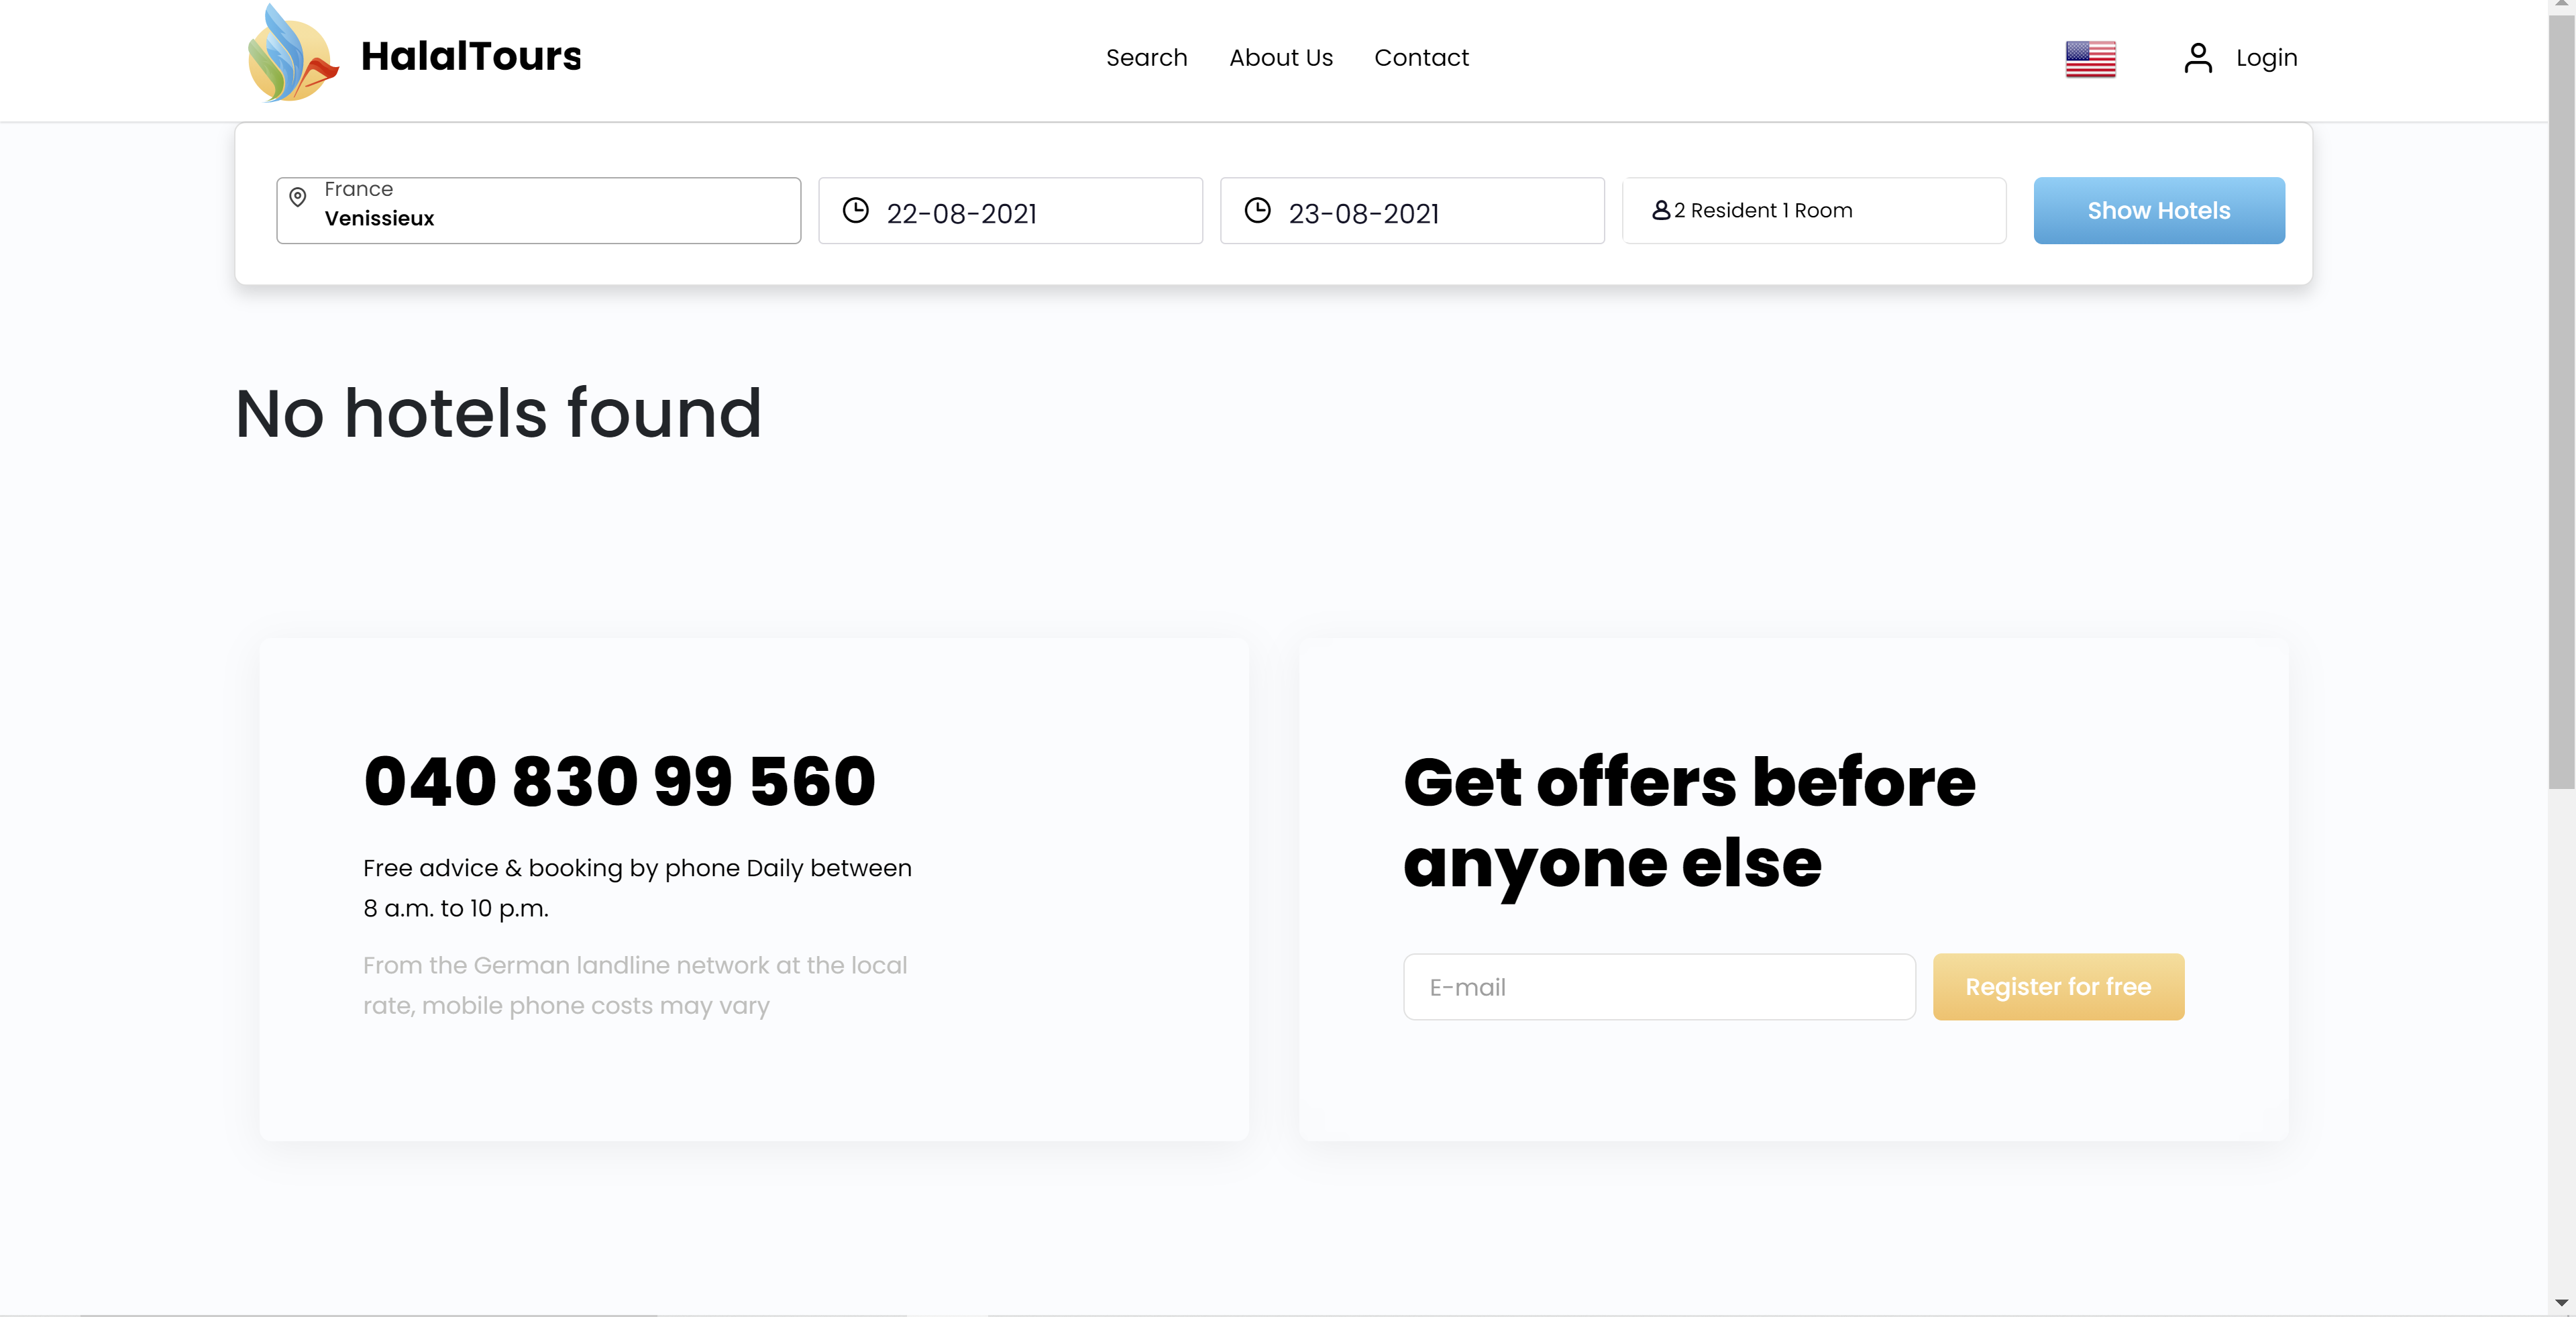 HalalTours
Search About Us Contact
Login
France
Venissieux
22-08-2021
23-08-2021
2 Resident 1 Room
Show Hotels
No hotels found
040 830 99 560
Free advice & booking by phone Daily between
8 a.m. to 10 p.m.
From the German landline network at the local
rate, mobile phone costs may vary
Get offers before
anyone else
E-mail
Register for free